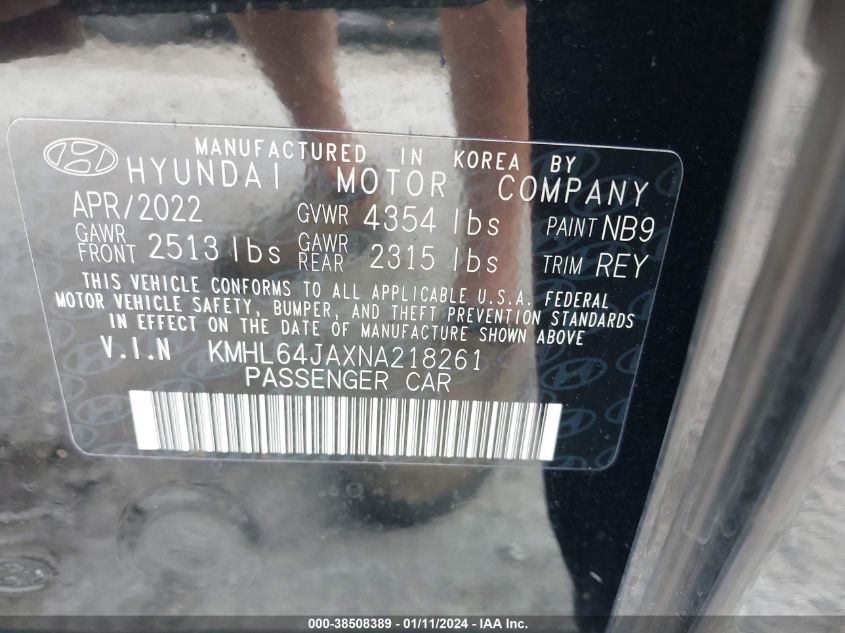 MANUFACTURED IN KOREA BY
HYUNDAI MOTOR COMPANY
APR/2022 GVWR 4354 lbs PAINT NB9
GAWR FRONT 2513 lbs GAWR REAR 2315 lbs TRIM REY
THIS VEHICLE CONFORMS TO ALL APPLICABLE U.S.A. FEDERAL
MOTOR VEHICLE SAFETY, BUMPER, AND THEFT PREVENTION STANDARDS
IN EFFECT ON THE DATE OF MANUFACTURE SHOWN ABOVE
V.I.N KMHL64JAXNA218261
PASSENGER CAR
000-38508389 - 01/11/2024 - IAA Inc.